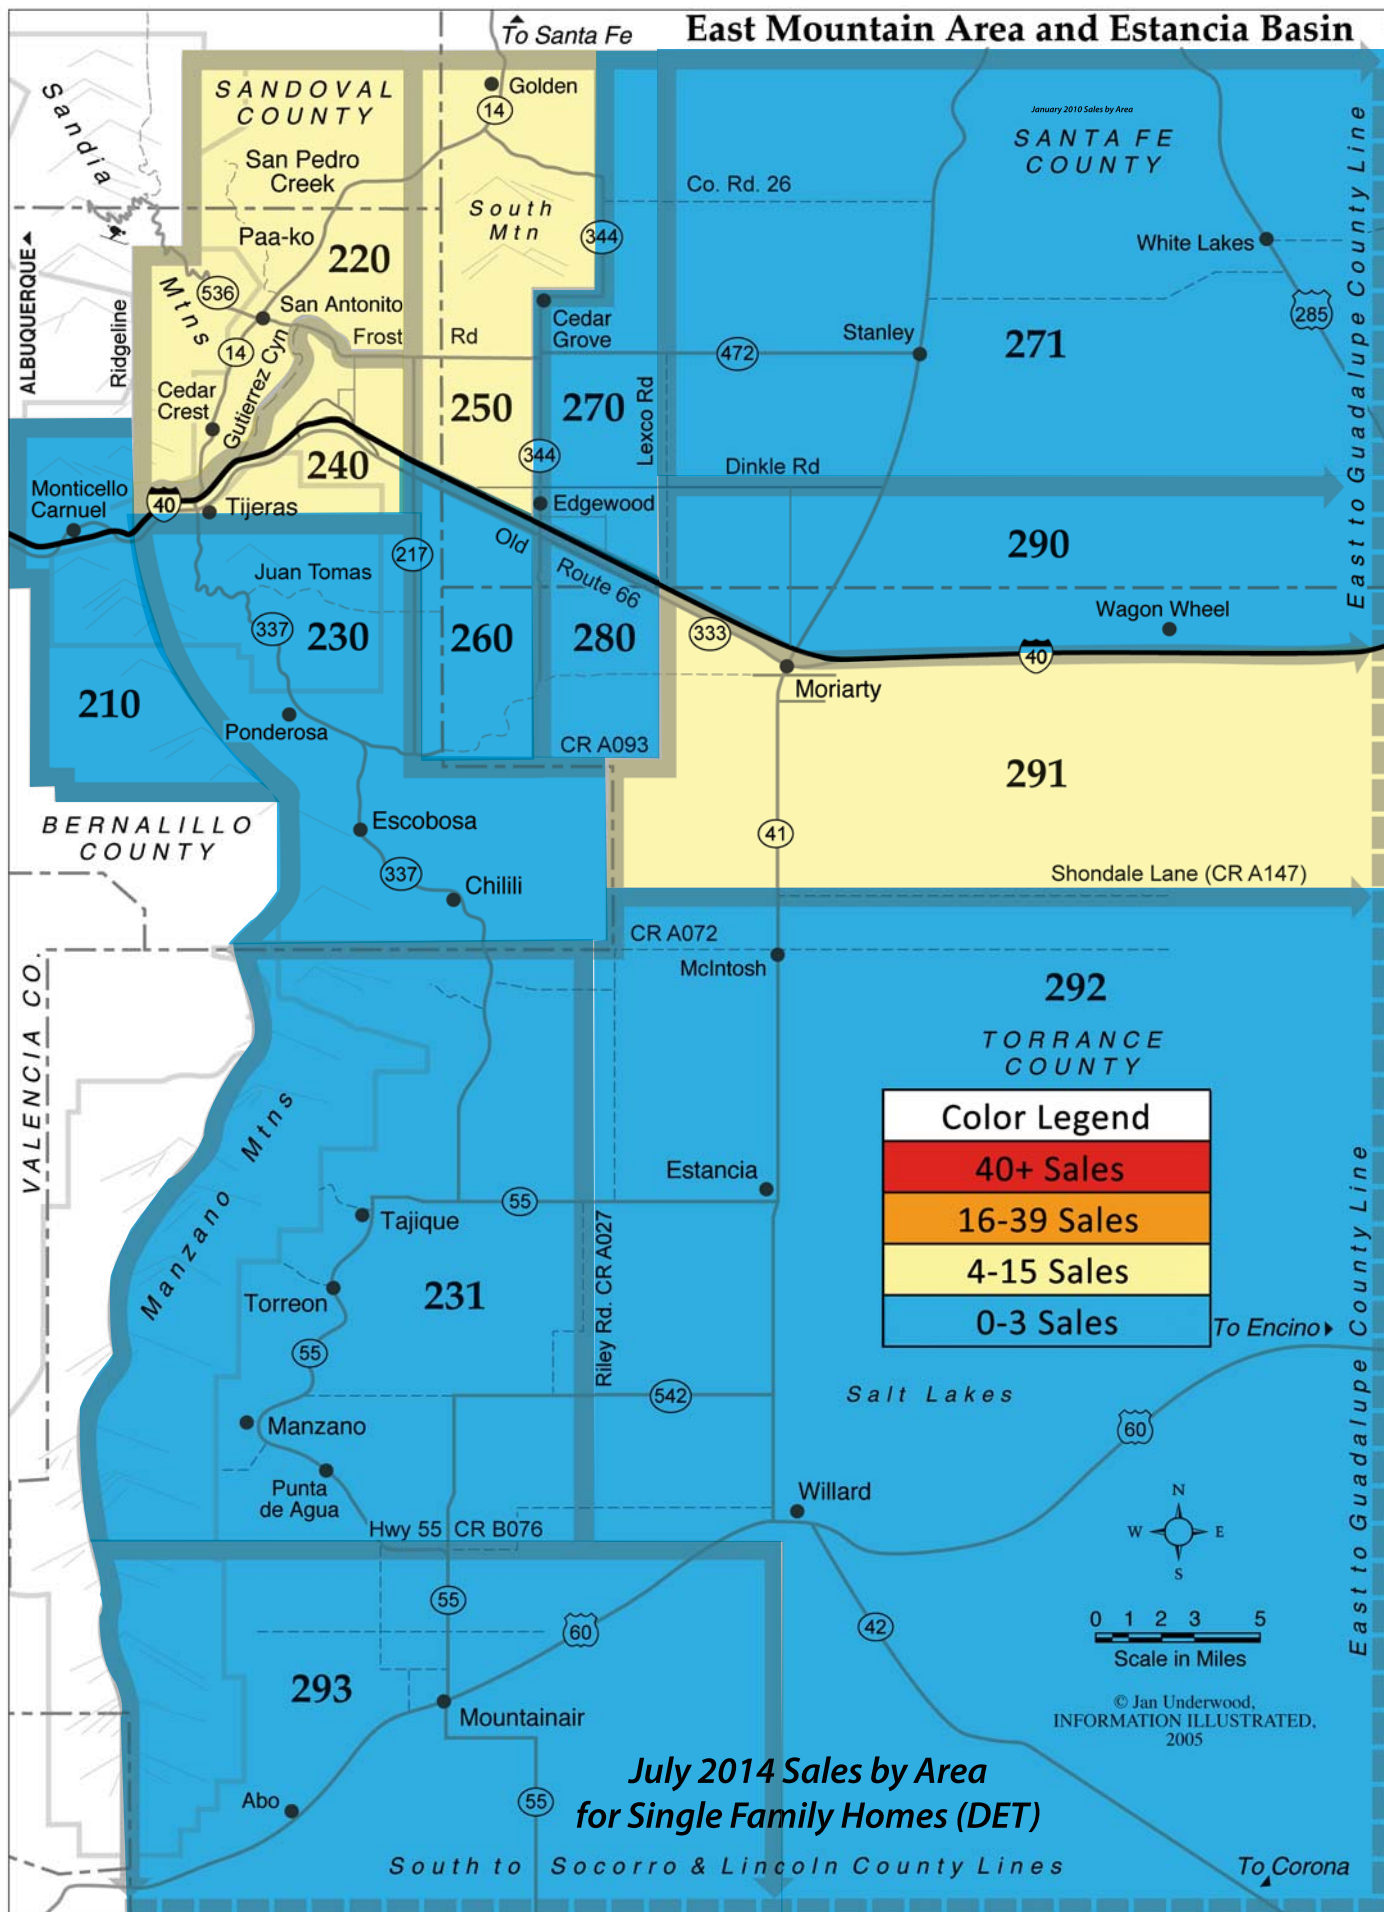 To Santa Fe
East Mountain Area and Estancia Basin
SANDOVAL
COUNTY
Golden
14
January 2010 Sales by Area
SANTA FE
COUNTY
Sandia
Mtns
San Pedro
Creek
Co. Rd. 26
South
Mtn
344
Paa-ko
220
White Lakes
536
San Antonito
285
ALBUQUERQUE
Ridgeline
14
Gutierrez Cyn
Frost
Rd
Cedar
Grove
472
Stanley
271
East to Guadalupe County Line
Cedar
Crest
250
270
Lexco Rd
344
240
Dinkle Rd
Monticello
Carnuel
40
Tijeras
Edgewood
Old
Route 66
217
290
Juan Tomas
337
230
260
280
333
Wagon Wheel
40
Moriarty
210
Ponderosa
CR A093
291
BERNALILLO
COUNTY
Escobosa
41
337
Chilili
Shondale Lane (CR A147)
CR A072
McIntosh
292
VALENCIA CO.
TORRANCE
COUNTY
Manzano Mtns
Color Legend
40+ Sales
16-39 Sales
4-15 Sales
0-3 Sales
Estancia
55
Tajique
Riley Rd. CR A027
231
Torreon
To Encino
East to Guadalupe County Line
55
542
Salt Lakes
60
Manzano
Punta
de Agua
Willard
N
W
E
S
Hwy 55
CR B076
55
60
42
0 1 2 3 5
Scale in Miles
293
© Jan Underwood,
INFORMATION ILLUSTRATED,
2005
Mountainair
July 2014 Sales by Area
for Single Family Homes (DET)
Abo
55
South to Socorro & Lincoln County Lines
To Corona